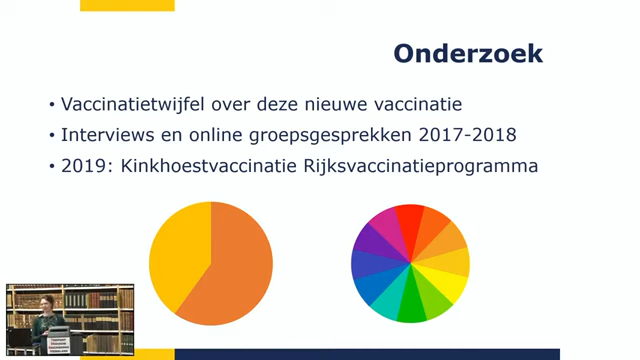 Onderzoek
• Vaccinatietwijfel over deze nieuwe vaccinatie
• Interviews en online groepsgesprekken 2017-2018
• 2019: Kinkhoestvaccinatie Rijksvaccinatieprogramma